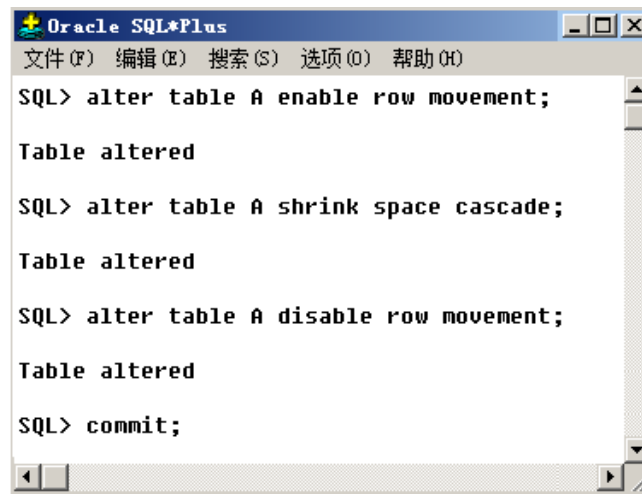 Oracle SQL*Plus
文件(F) 编辑(E) 搜索(S) 选项(O) 帮助(H)
SQL> alter table A enable row movement;
Table altered
SQL> alter table A shrink space cascade;
Table altered
SQL> alter table A disable row movement;
Table altered
SQL> commit;